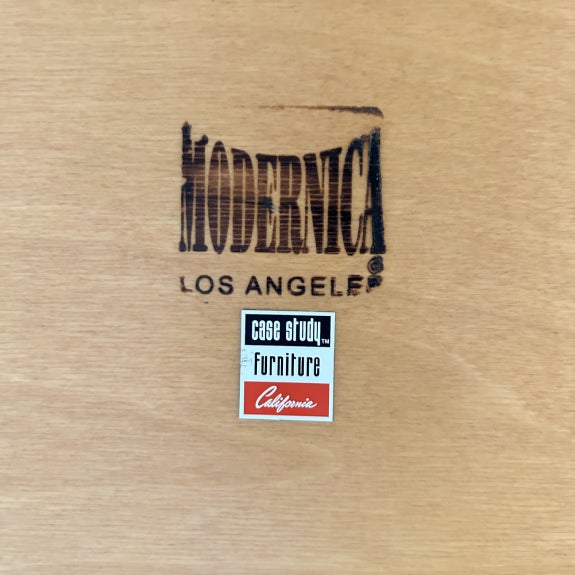 MODERNICA
®
LOS ANGELES
case study™
Furniture
California